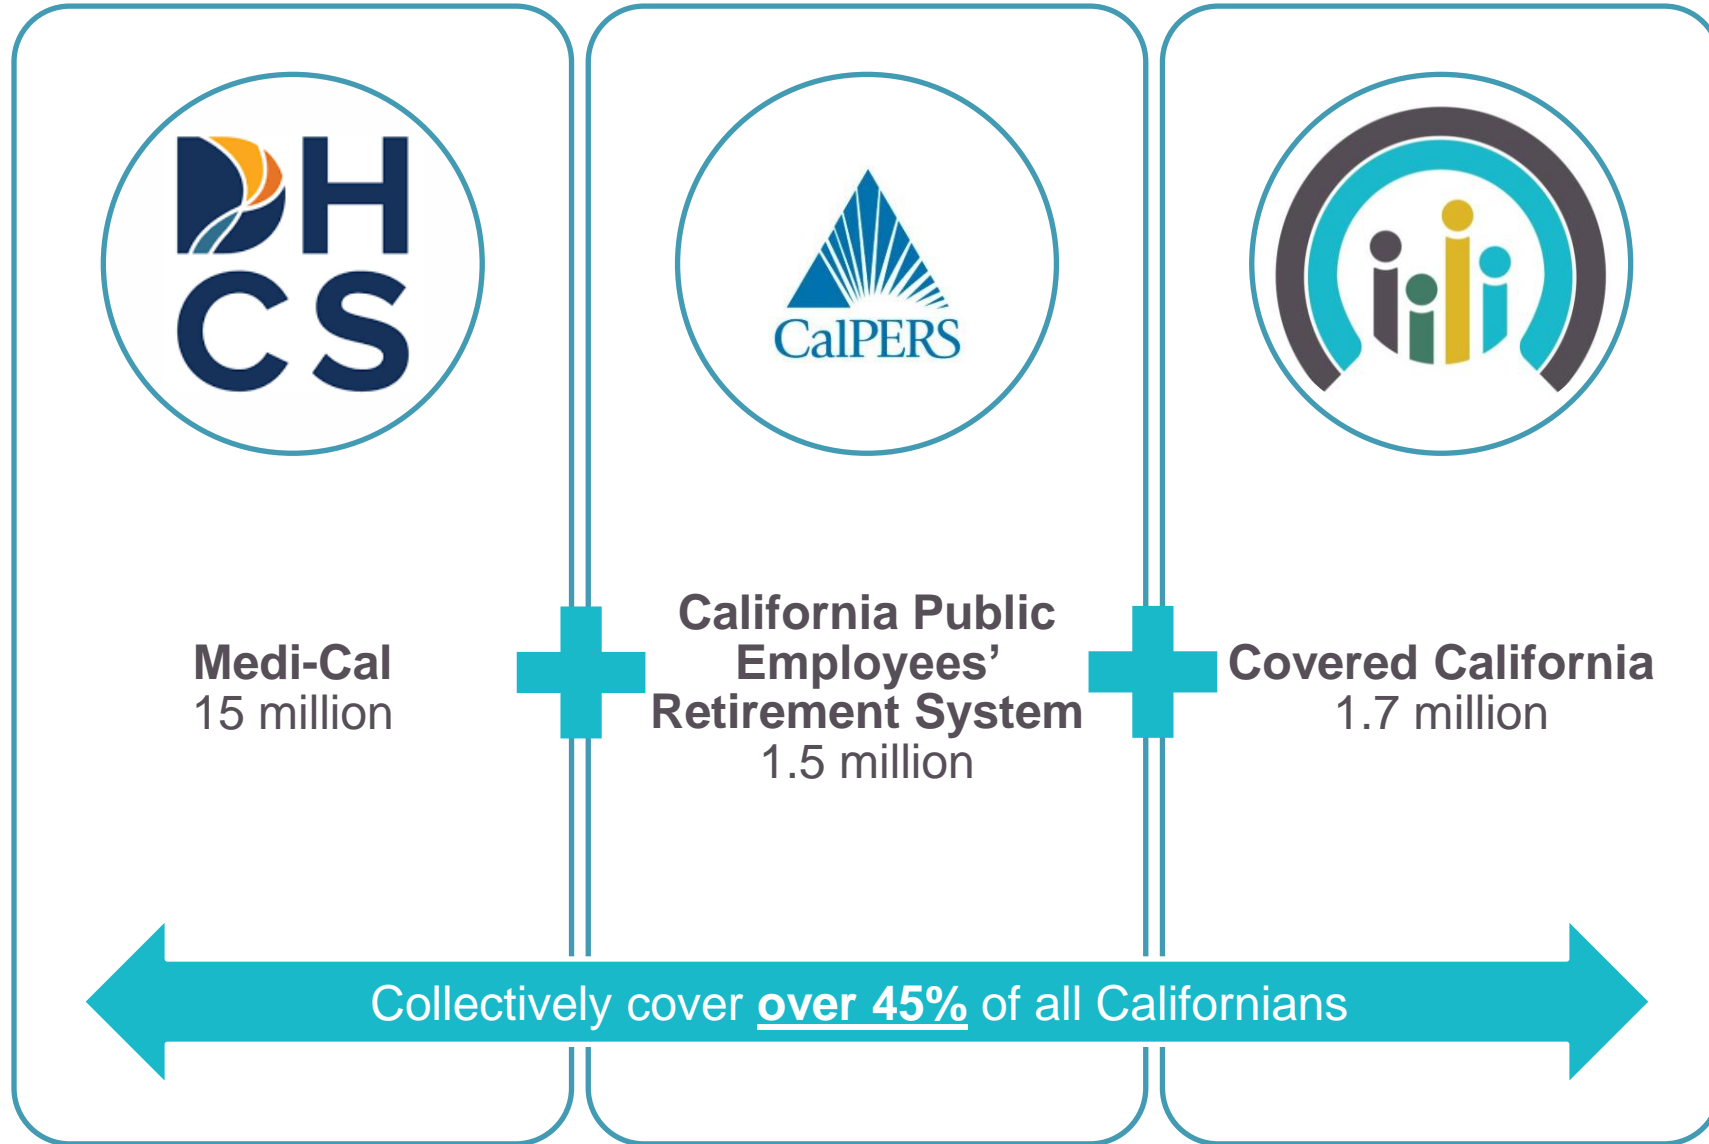 DH
CS
Medi-Cal
15 million
CalPERS
California Public
Employees’
Retirement System
1.5 million
Covered California
1.7 million
Collectively cover over 45% of all Californians